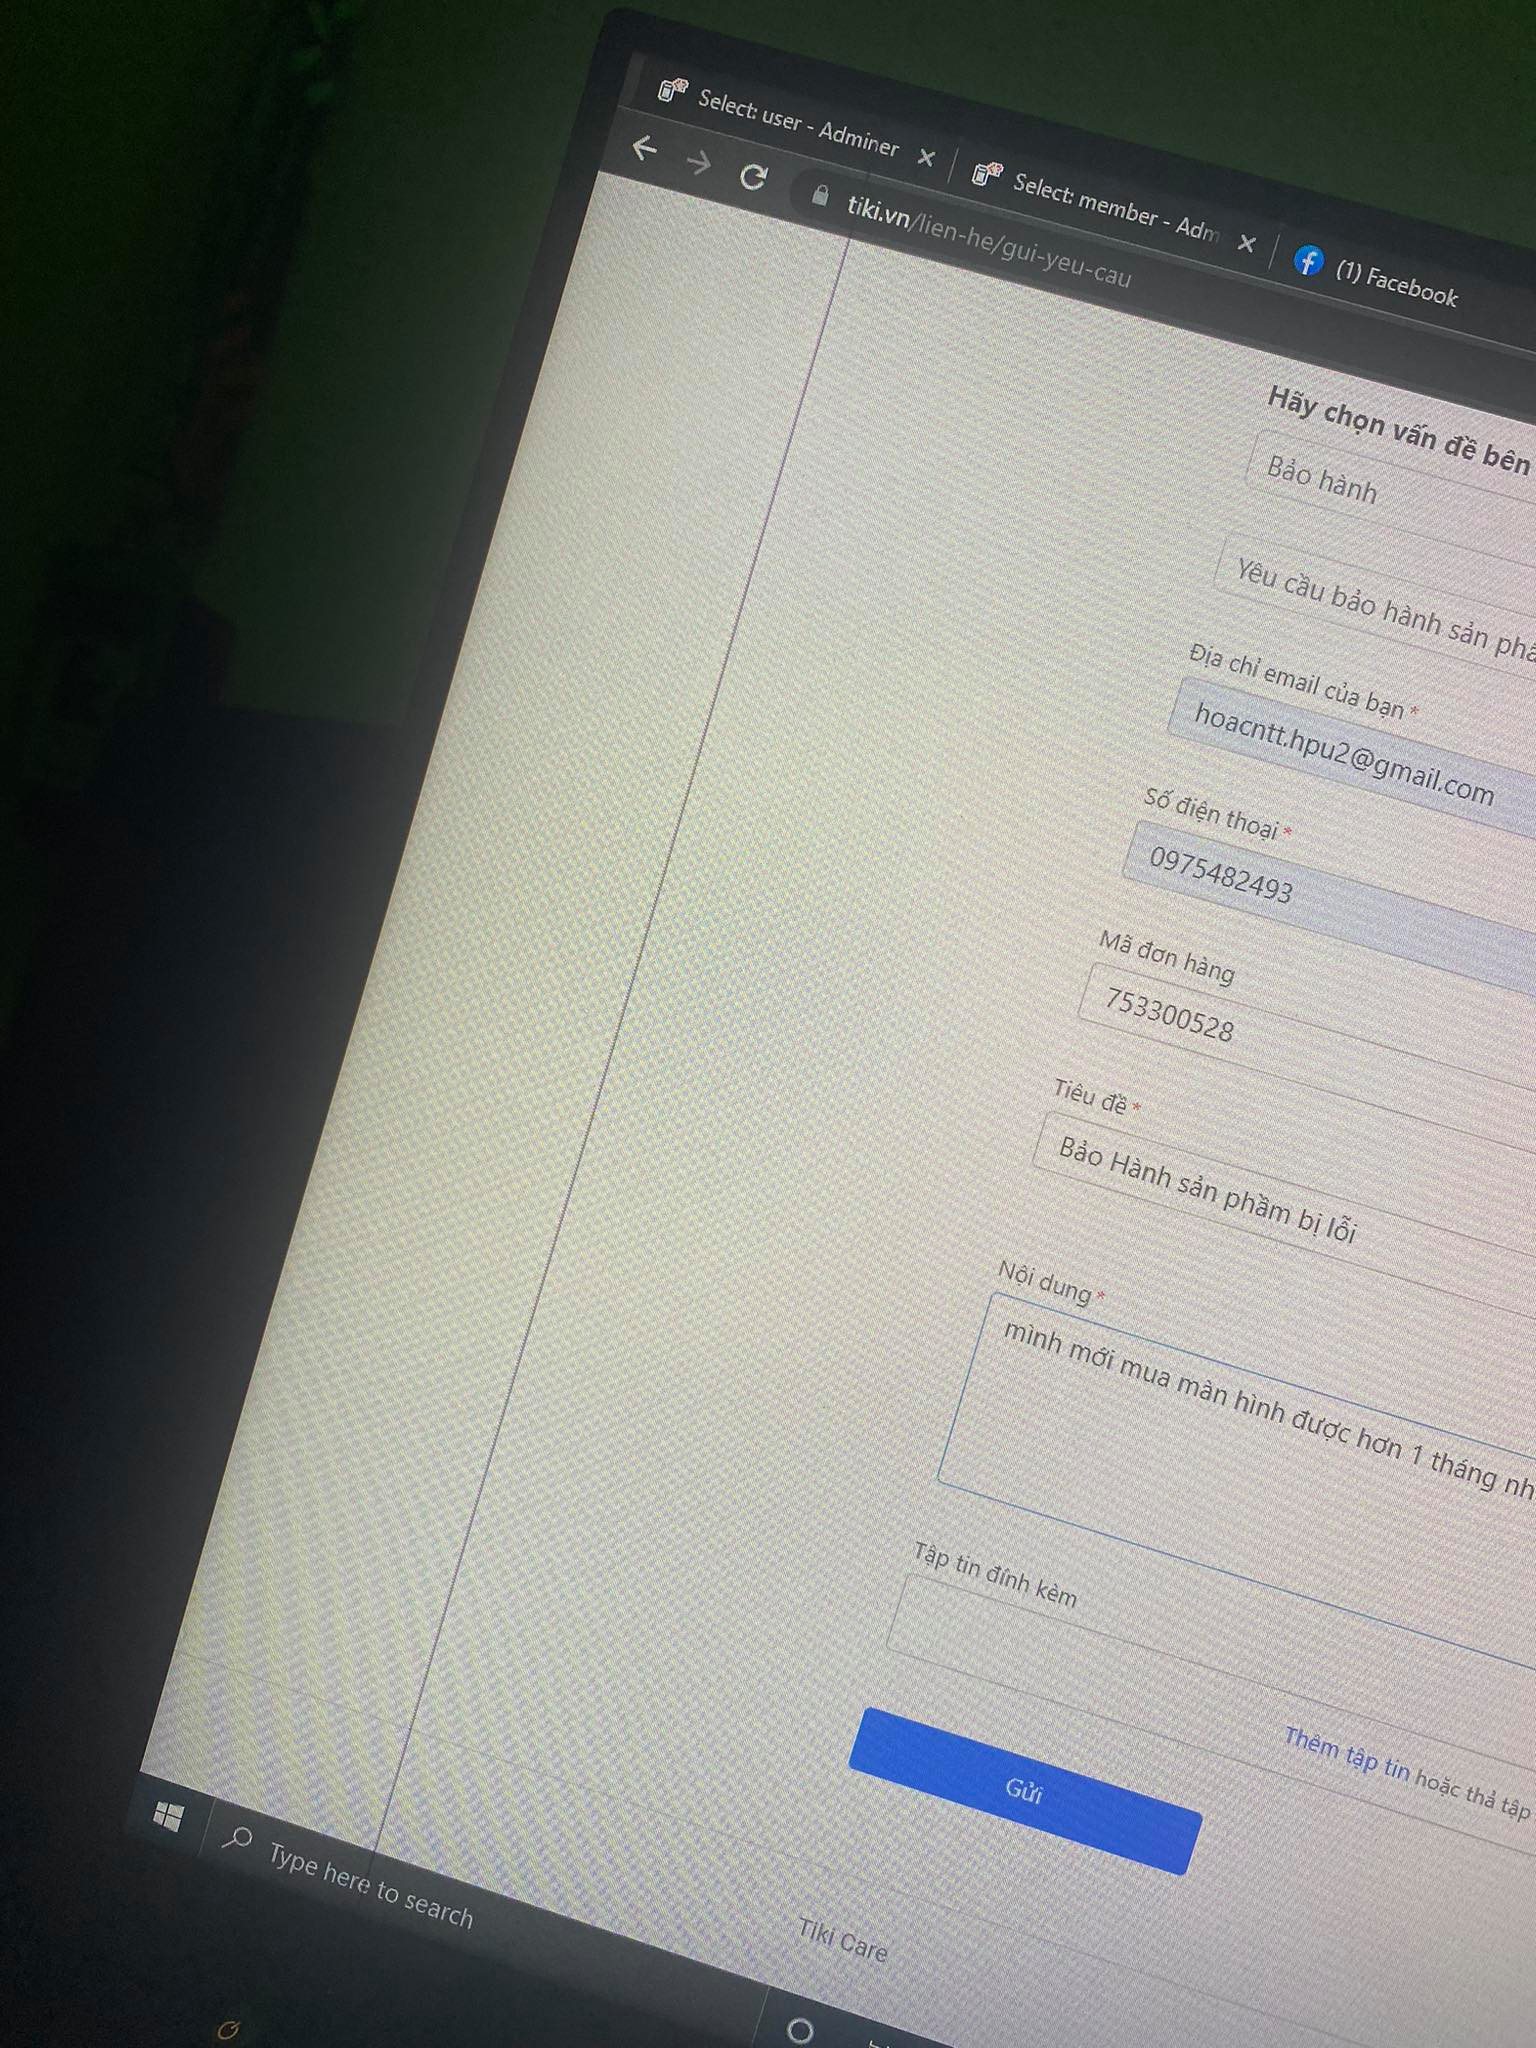 Select: user - Adminer
Select: member - Adm
(1) Facebook
tiki.vn/lien-he/gui-yeu-cau
Hãy chọn vấn đề bên
Bảo hành
Yêu cầu bảo hành sản phẩ
Địa chỉ email của bạn *
hoacntt.hpu2@gmail.com
Số điện thoại *
0975482493
Mã đơn hàng
753300528
Tiêu đề *
Bảo Hành sản phầm bị lỗi
Nội dung *
mình mới mua màn hình được hơn 1 tháng nh
Tập tin đính kèm
Thêm tập tin hoặc thả tập
Gửi
Tiki Care
Type here to search